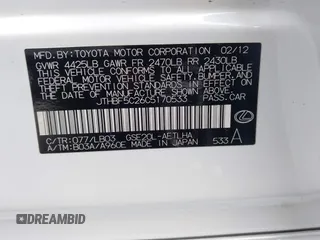 MFD. BY: TOYOTA MOTOR CORPORATION 02/12
GVWR 4425LB GAWR FR 2470LB RR 2430LB
THIS VEHICLE CONFORMS TO ALL APPLICABLE
FEDERAL MOTOR VEHICLE SAFETY, BUMPER, AND
THEFT PREVENTION STANDARDS IN EFFECT ON
THE DATE OF MANUFACTURE SHOWN ABOVE.
JTHBF5C26C5170533 PASS.CAR
C/TR:077/LB03 GSE20L-AETLHA
A/TM:B03A/A960E MADE IN JAPAN 533 A
DREAMBID